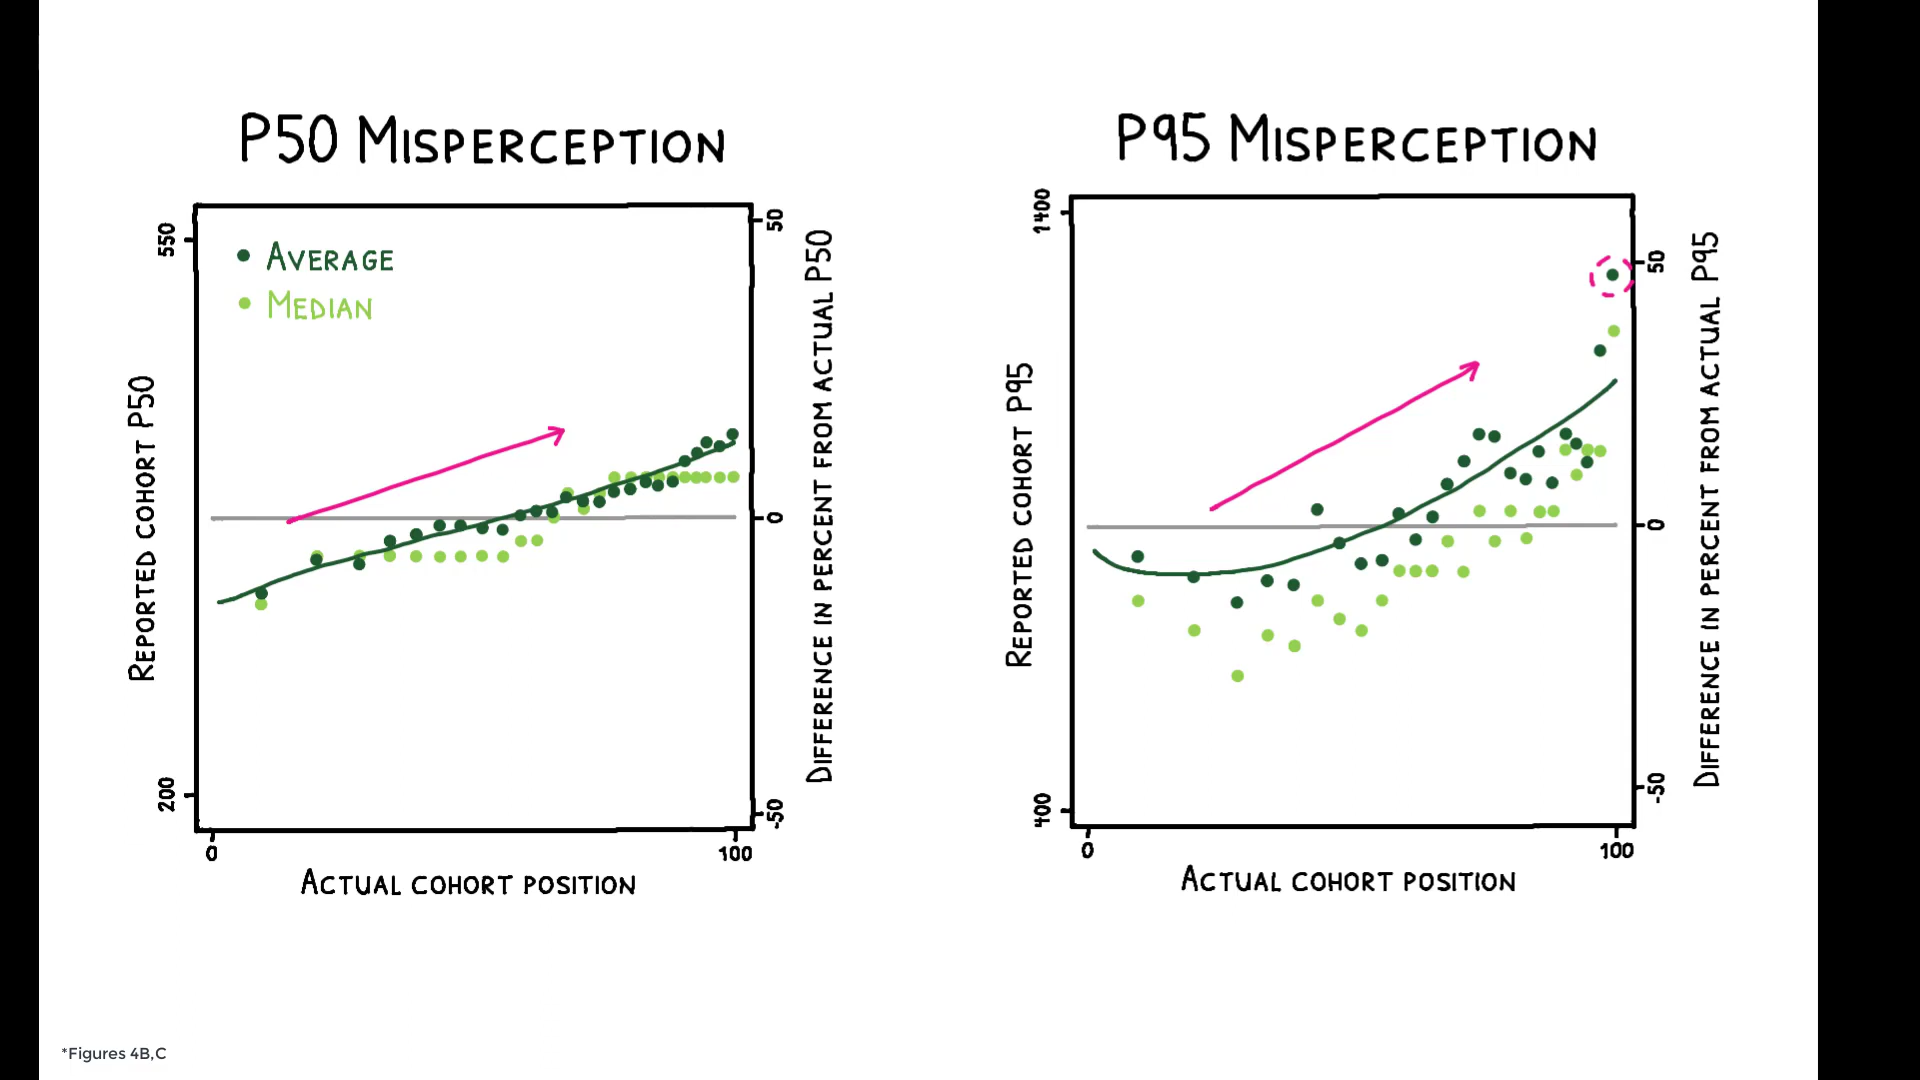 P50 MISPERCEPTION
550
AVERAGE
MEDIAN
REPORTED COHORT P50
200
50
0
-50
DIFFERENCE IN PERCENT FROM ACTUAL P50
0
100
ACTUAL COHORT POSITION
P95 MISPERCEPTION
1400
REPORTED COHORT P95
400
50
0
-50
DIFFERENCE IN PERCENT FROM ACTUAL P95
0
100
ACTUAL COHORT POSITION
*Figures 4B,C